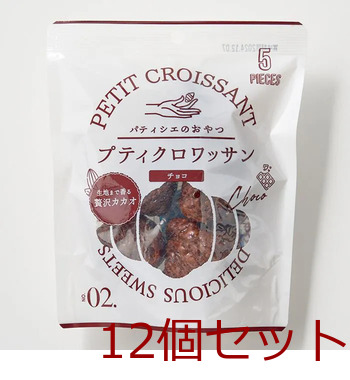 5
PIECES
PETIT CROISSANT
パティシエのおやつ
プティクロワッサン
チョコ
生地まで香る
贅沢カカオ
Choco
DELICIOUS SWEETS
02.
12個セット